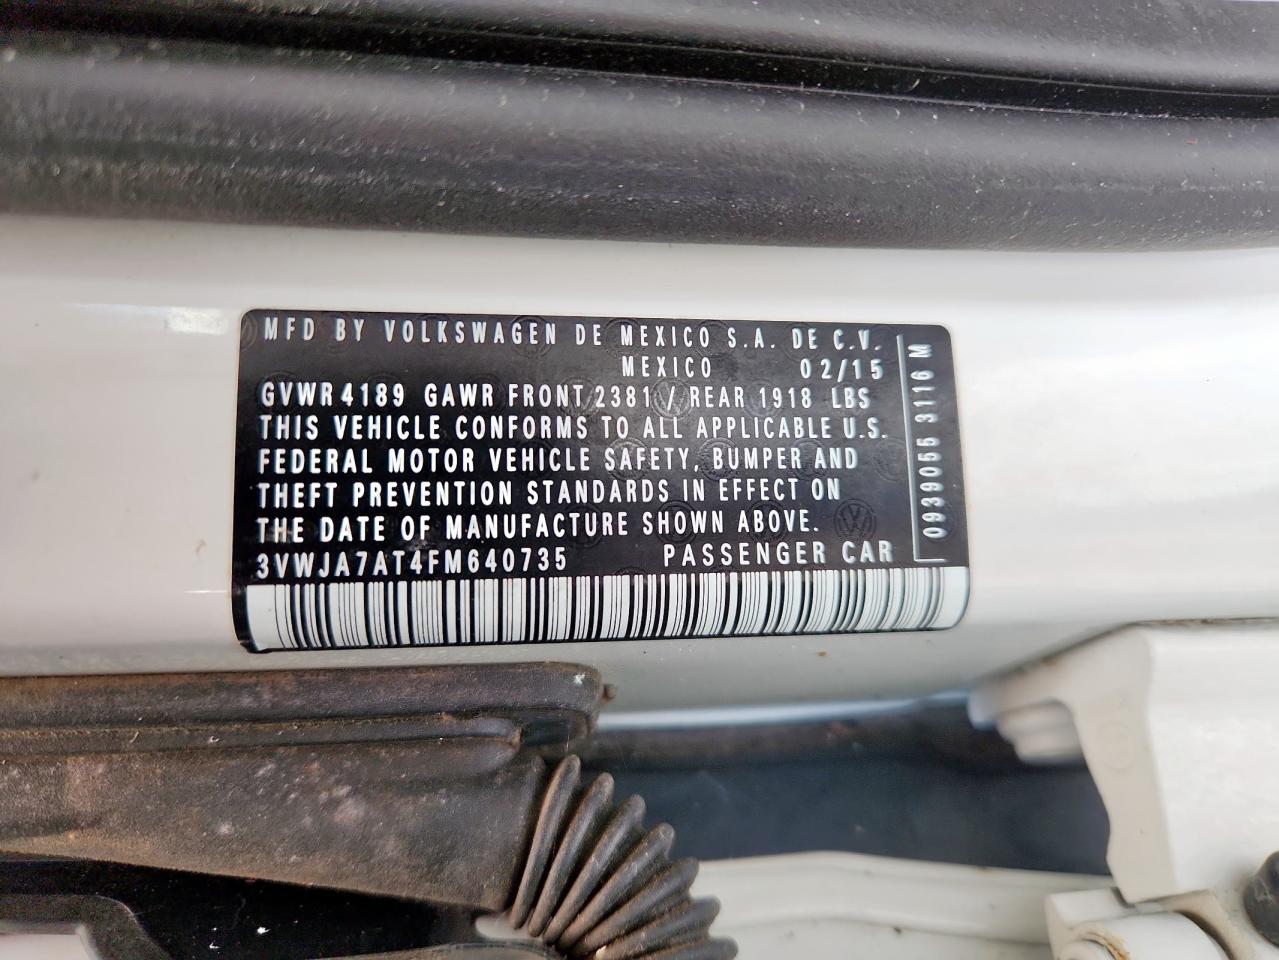 MFD BY VOLKSWAGEN DE MEXICO S.A. DE C.V.
MEXICO 02/15
GVWR 4189 GAWR FRONT 2381 / REAR 1918 LBS
THIS VEHICLE CONFORMS TO ALL APPLICABLE U.S.
FEDERAL MOTOR VEHICLE SAFETY, BUMPER AND
THEFT PREVENTION STANDARDS IN EFFECT ON
THE DATE OF MANUFACTURE SHOWN ABOVE.
3VWJA7AT4FM640735 PASSENGER CAR
0939055 3116 M